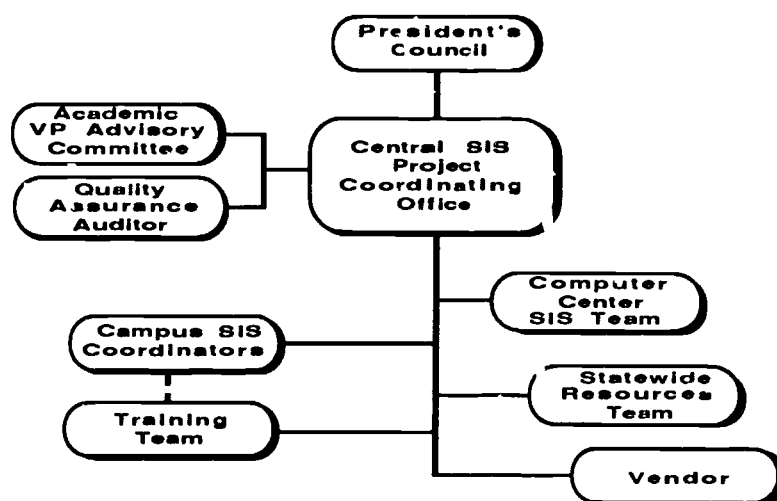 President's
Council
Academic
VP Advisory
Committee
Central SIS
Project
Coordinating
Office
Quality
Assurance
Auditor
Computer
Center
SIS Team
Campus SIS
Coordinators
Statewide
Resources
Team
Training
Team
Vendor